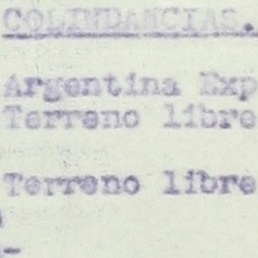 COLINDANCIAS.
Argentina Exp
Terreno libre
Terreno libre
-